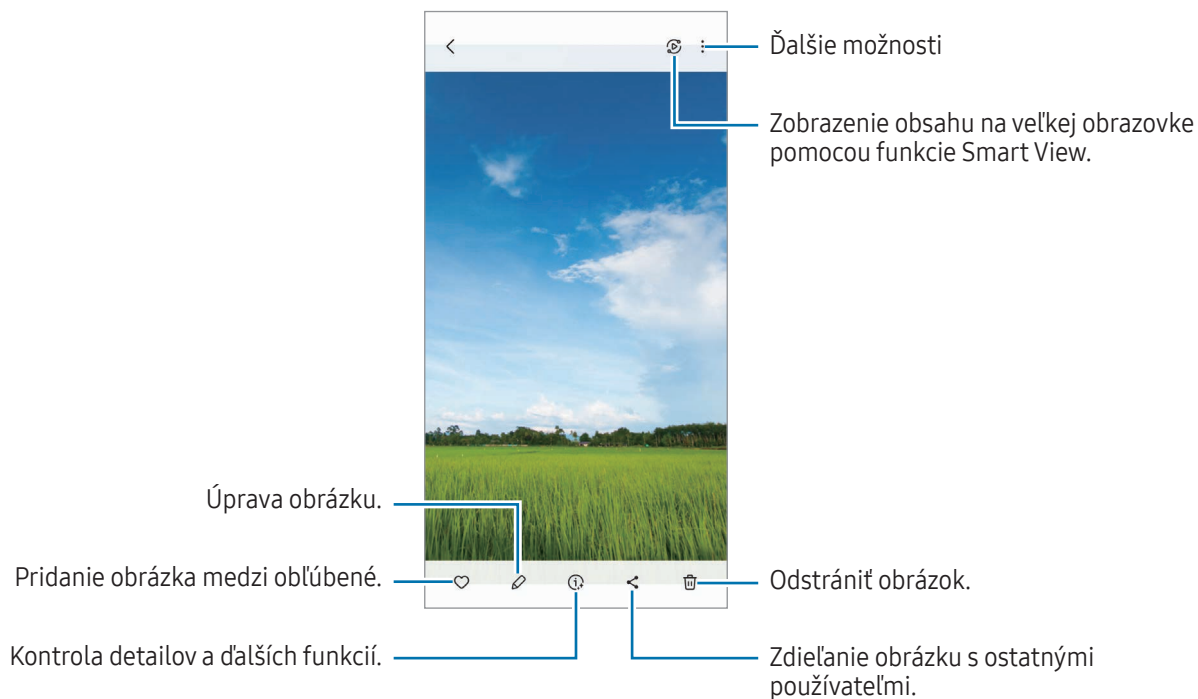 Ďalšie možnosti
Zobrazenie obsahu na veľkej obrazovke
pomocou funkcie Smart View.
Úprava obrázku.
Pridanie obrázka medzi obľúbené.
Odstrániť obrázok.
Kontrola detailov a ďalších funkcií.
Zdieľanie obrázku s ostatnými
používateľmi.